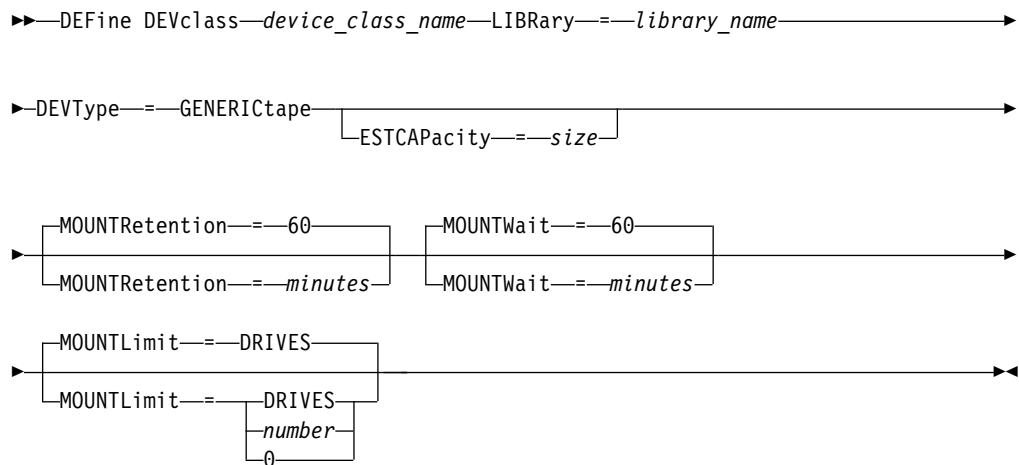 DEFine DEVclass device_class_name LIBRary = library_name
DEVType = GENERICtape
ESTCAPacity = size
MOUNTRetention = 60 MOUNTWait = 60
MOUNTRetention = minutes MOUNTWait = minutes
MOUNTLimit = DRIVES
MOUNTLimit = DRIVES
number
0